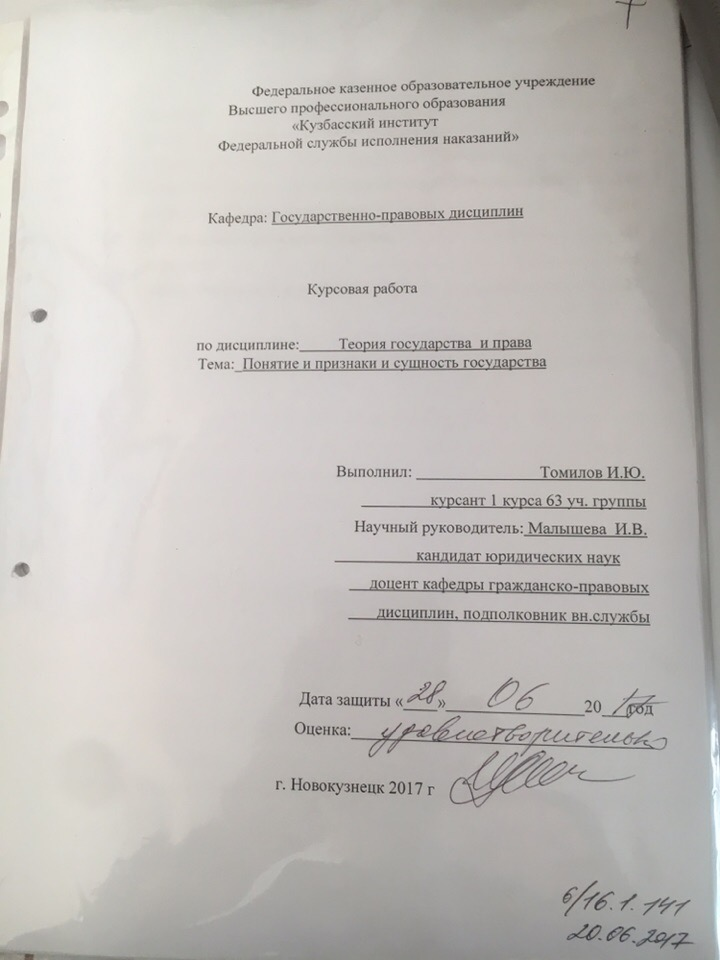 Федеральное казенное образовательное учреждение
Высшего профессионального образования
«Кузбасский институт
Федеральной службы исполнения наказаний»
Кафедра: Государственно-правовых дисциплин
Курсовая работа
по дисциплине: Теория государства и права
Тема: Понятие и признаки и сущность государства
Выполнил: Томилов И.Ю.
курсант 1 курса 63 уч. группы
Научный руководитель: Малышева И.В.
кандидат юридических наук
доцент кафедры гражданско-правовых
дисциплин, подполковник вн.службы
Дата защиты «28» 06 2017 год
Оценка: удовлетворительно
г. Новокузнецк 2017 г
6/16.1.141
20.06.2017